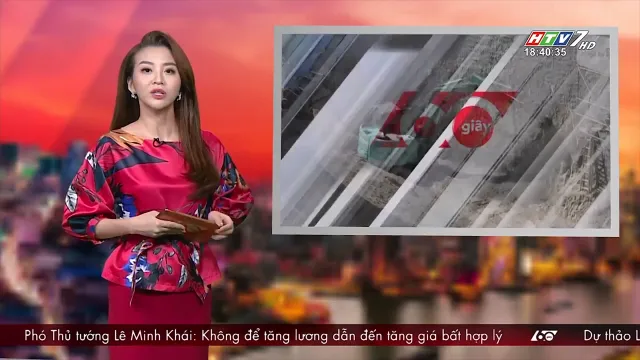 HTV7 HD
18:40:35
60 giây
Phó Thủ tướng Lê Minh Khái: Không để tăng lương dẫn đến tăng giá bất hợp lý 60 Dự thảo L